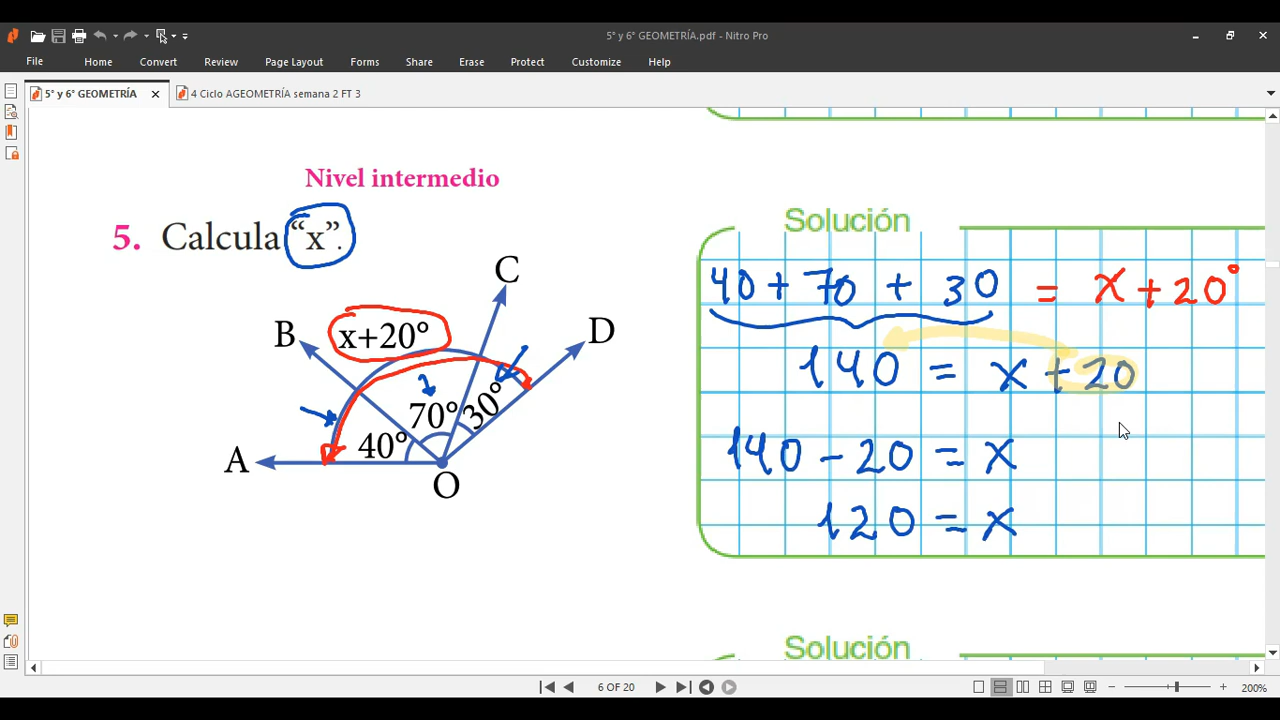 5° y 6° GEOMETRÍA.pdf - Nitro Pro
File Home Convert Review Page Layout Forms Share Erase Protect Customize Help
5° y 6° GEOMETRÍA 4 Ciclo AGEOMETRÍA semana 2 FT 3
Nivel intermedio
5. Calcula “x”.
C
B
x+20°
D
70°
30°
A
40°
O
Solución
40 + 70 + 30 = x + 20°
140 = x + 20
140 - 20 = x
120 = x
Solución
6 OF 20
200%